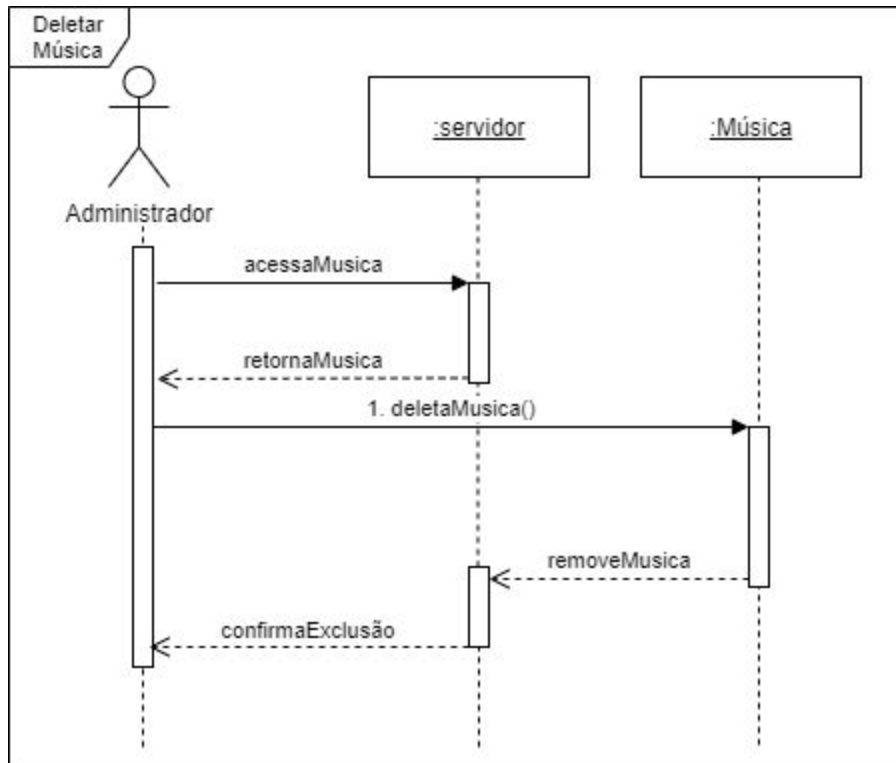 Deletar
Música
:servidor
:Música
Administrador
acessaMusica
retornaMusica
1. deletaMusica()
removeMusica
confirmaExclusão